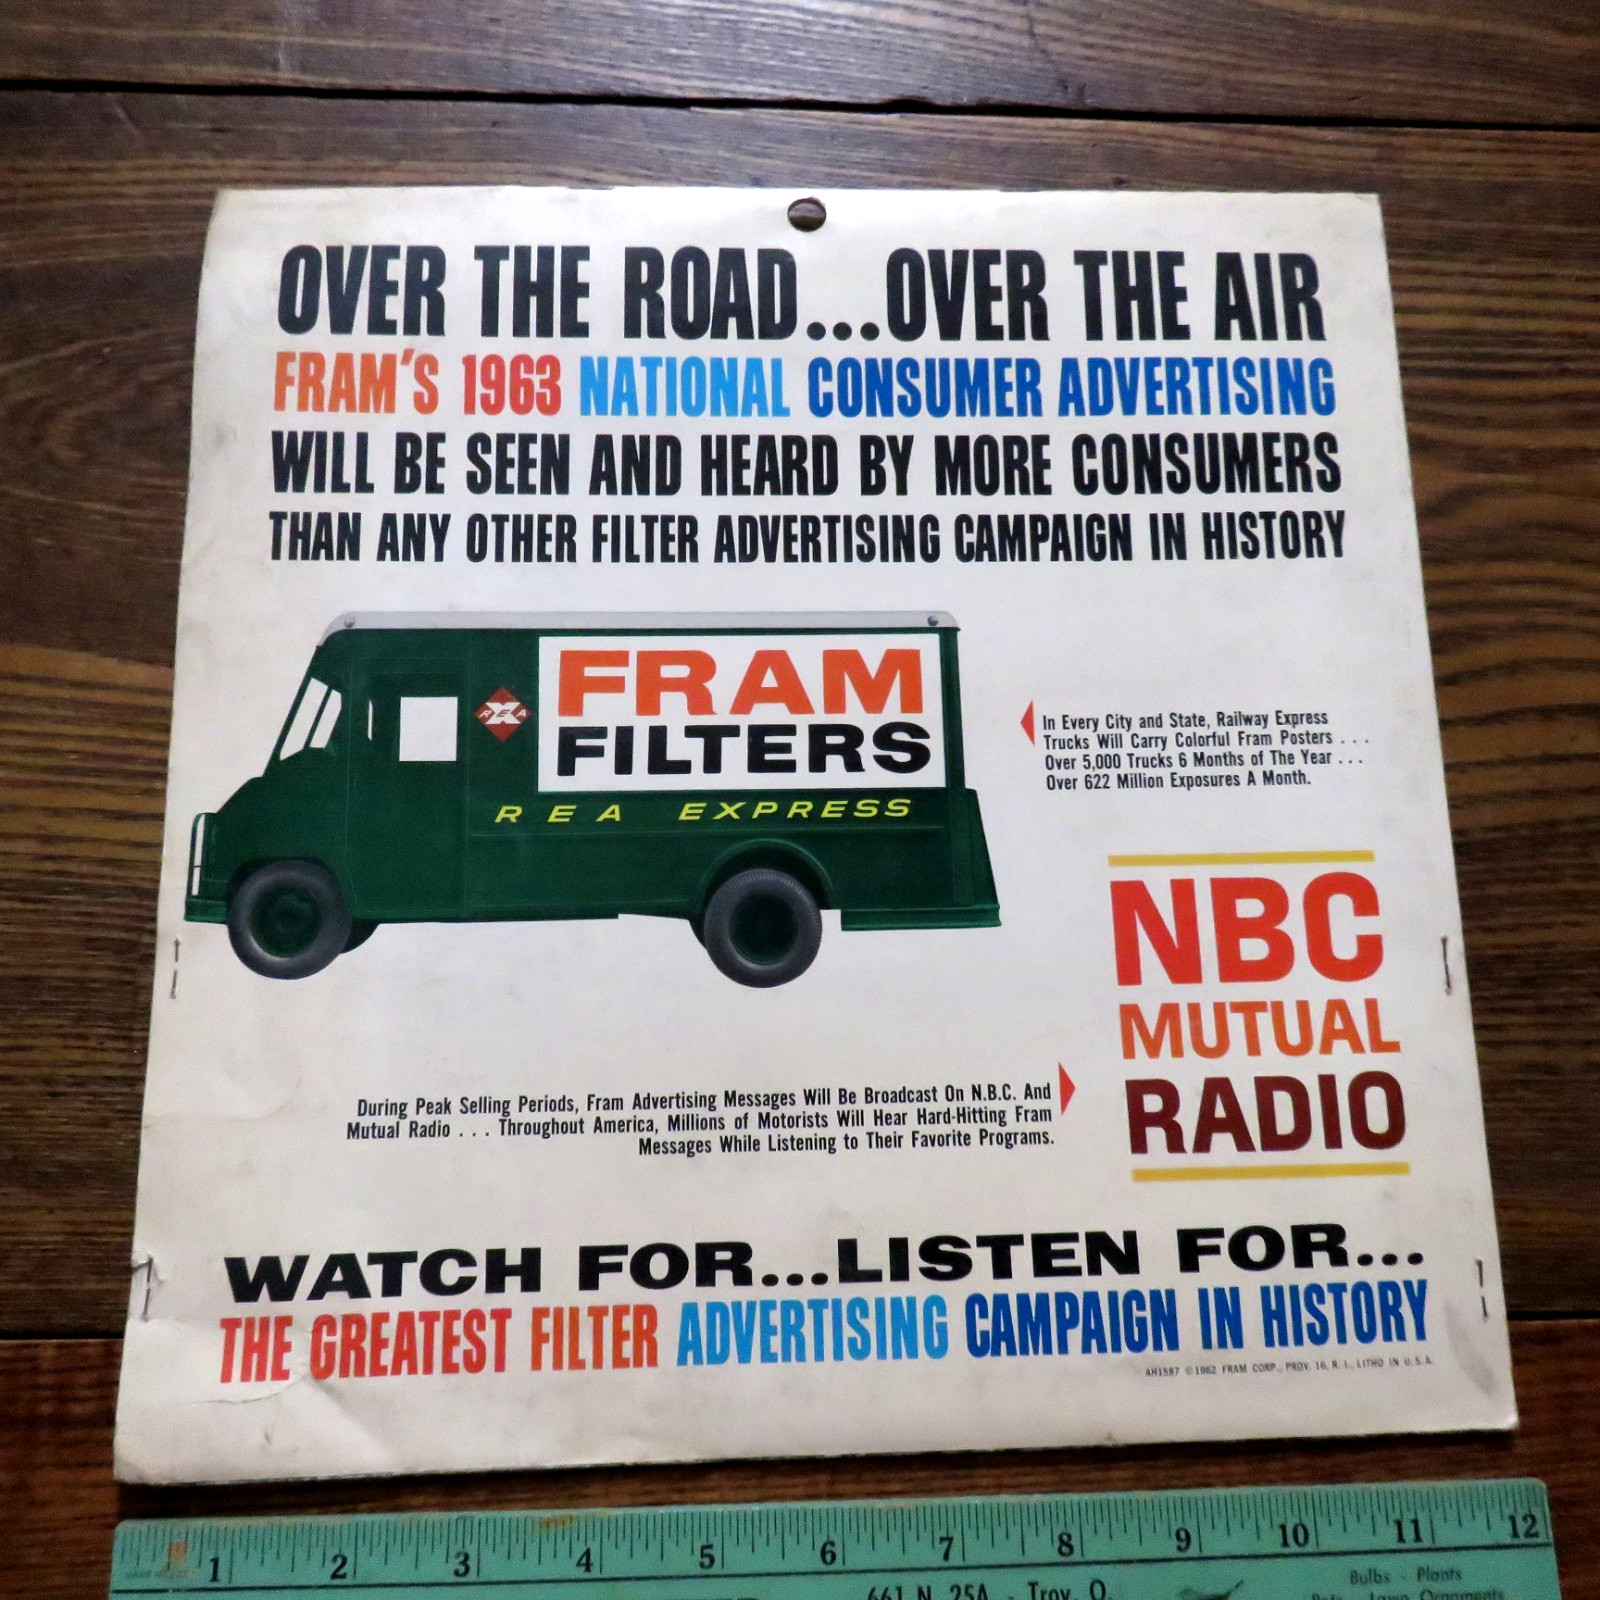 OVER THE ROAD...OVER THE AIR
FRAM'S 1963 NATIONAL CONSUMER ADVERTISING
WILL BE SEEN AND HEARD BY MORE CONSUMERS
THAN ANY OTHER FILTER ADVERTISING CAMPAIGN IN HISTORY
FRAM
FILTERS
REA
REA EXPRESS
In Every City and State, Railway Express
Trucks Will Carry Colorful Fram Posters . . .
Over 5,000 Trucks 6 Months of The Year . . .
Over 622 Million Exposures A Month.
NBC
MUTUAL
RADIO
During Peak Selling Periods, Fram Advertising Messages Will Be Broadcast On N.B.C. And
Mutual Radio . . . Throughout America, Millions of Motorists Will Hear Hard-Hitting Fram
Messages While Listening to Their Favorite Programs.
WATCH FOR...LISTEN FOR...
THE GREATEST FILTER ADVERTISING CAMPAIGN IN HISTORY
AH1587 ©1962 FRAM CORP., PROV. 16, R. I., LITHO IN U.S.A.
1 2 3 4 5 6 7 8 9 10 11 12
661 N. 25A - Troy, O.
Bulbs - Plants
Lawn Ornaments